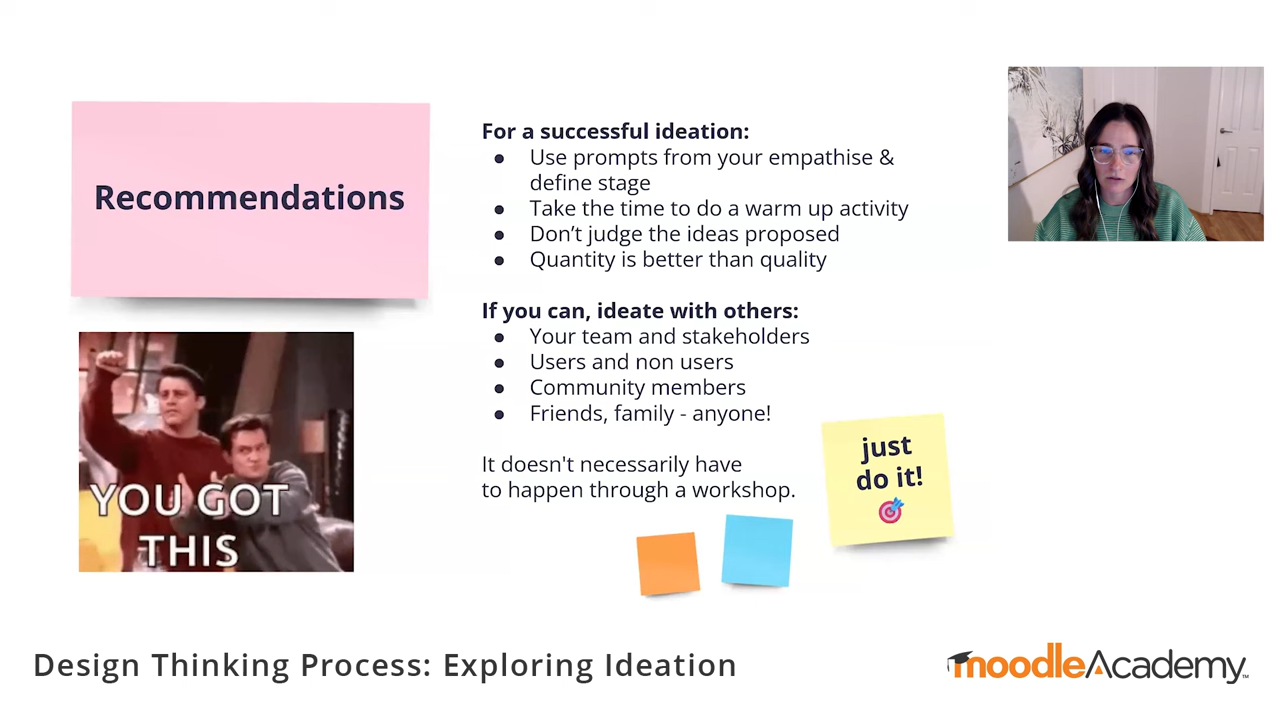 Recommendations
For a successful ideation:
● Use prompts from your empathise &
define stage
● Take the time to do a warm up activity
● Don’t judge the ideas proposed
● Quantity is better than quality
If you can, ideate with others:
● Your team and stakeholders
● Users and non users
● Community members
● Friends, family - anyone!
It doesn't necessarily have
to happen through a workshop.
just
do it!
YOU GOT
THIS
Design Thinking Process: Exploring Ideation
moodleAcademy™